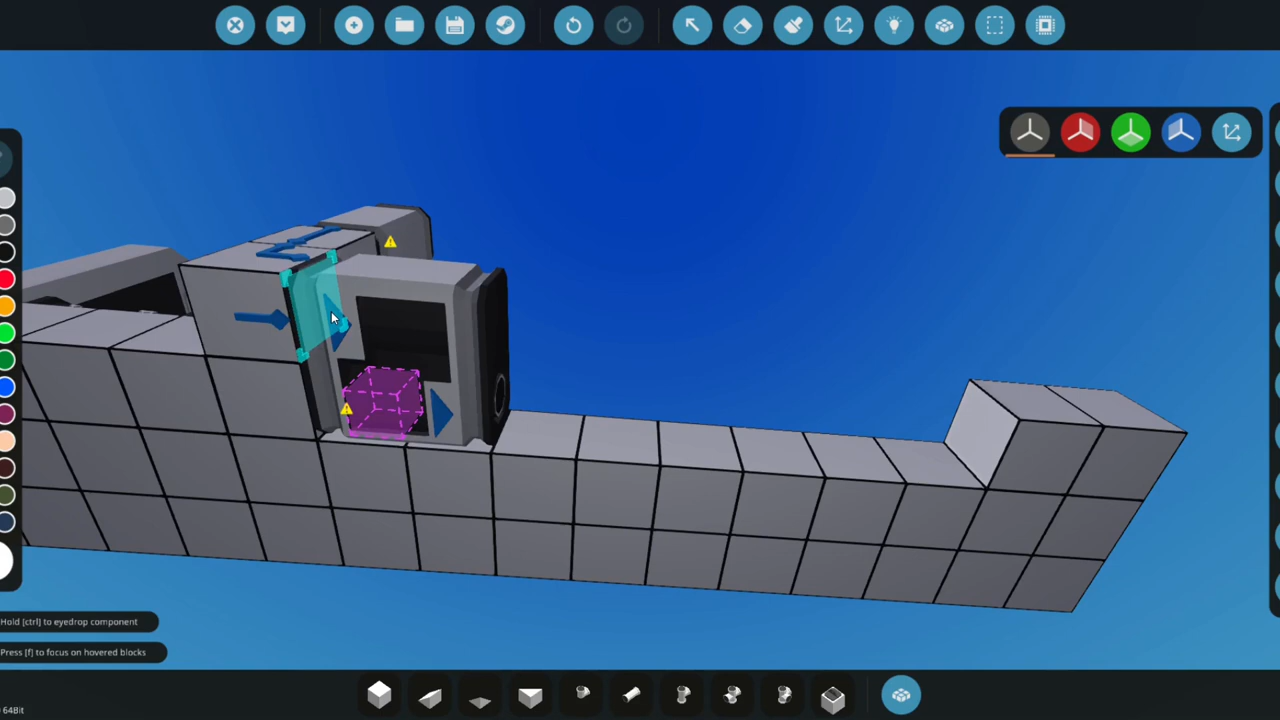 Hold [ctrl] to eyedrop component
Press [f] to focus on hovered blocks
64Bit